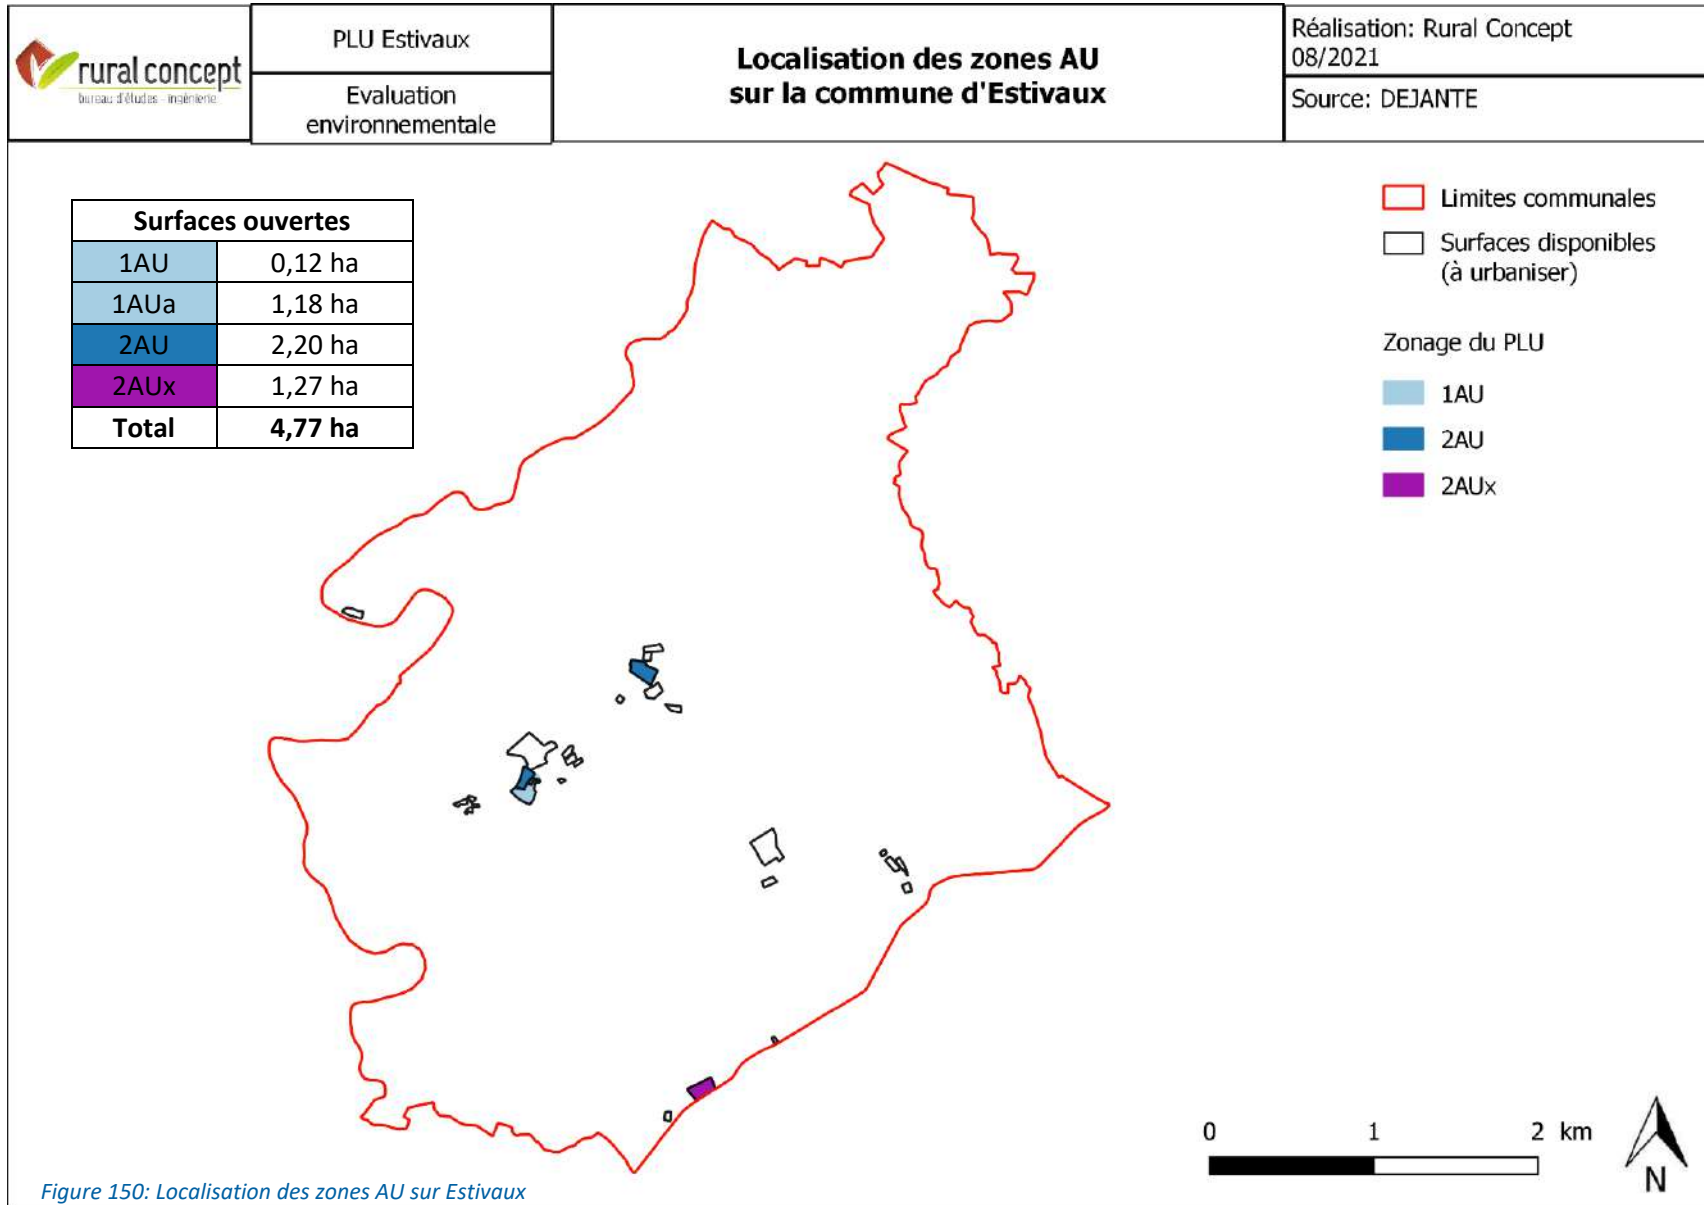 rural concept
bureau d'études - ingénierie
PLU Estivaux
Evaluation
environnementale
Localisation des zones AU
sur la commune d'Estivaux
Réalisation: Rural Concept
08/2021
Source: DEJANTE
Surfaces ouvertes
1AU 0,12 ha
1AUa 1,18 ha
2AU 2,20 ha
2AUx 1,27 ha
Total 4,77 ha
Limites communales
Surfaces disponibles
(à urbaniser)
Zonage du PLU
1AU
2AU
2AUx
0 1 2 km
N
Figure 150: Localisation des zones AU sur Estivaux